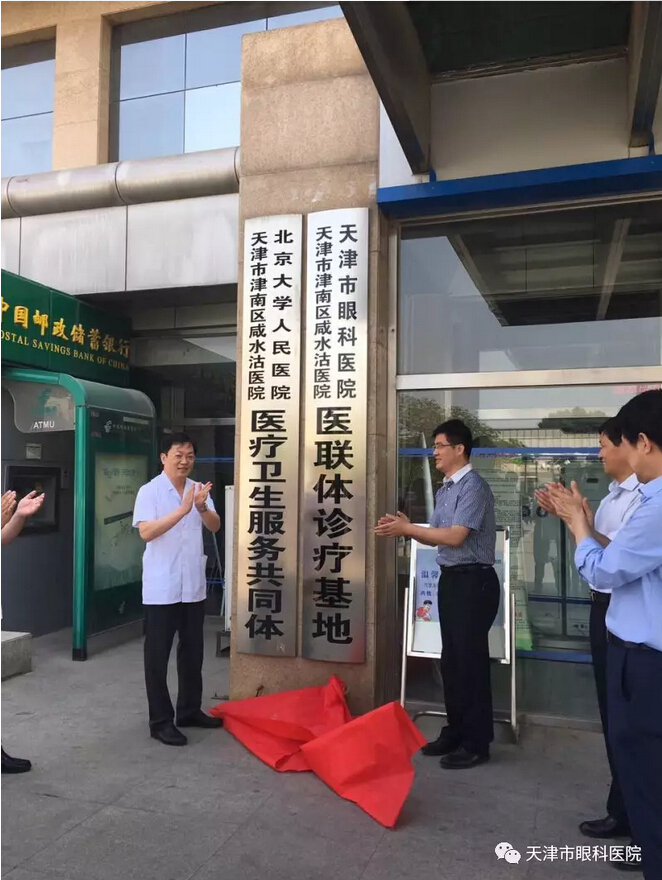 天津市眼科医院
天津市津南区咸水沽医院
医联体诊疗基地
北京大学人民医院
天津市津南区咸水沽医院
医疗卫生服务共同体
中国邮政储蓄银行
POSTAL SAVINGS BANK OF CHINA
ATMU
温馨
天津市眼科医院